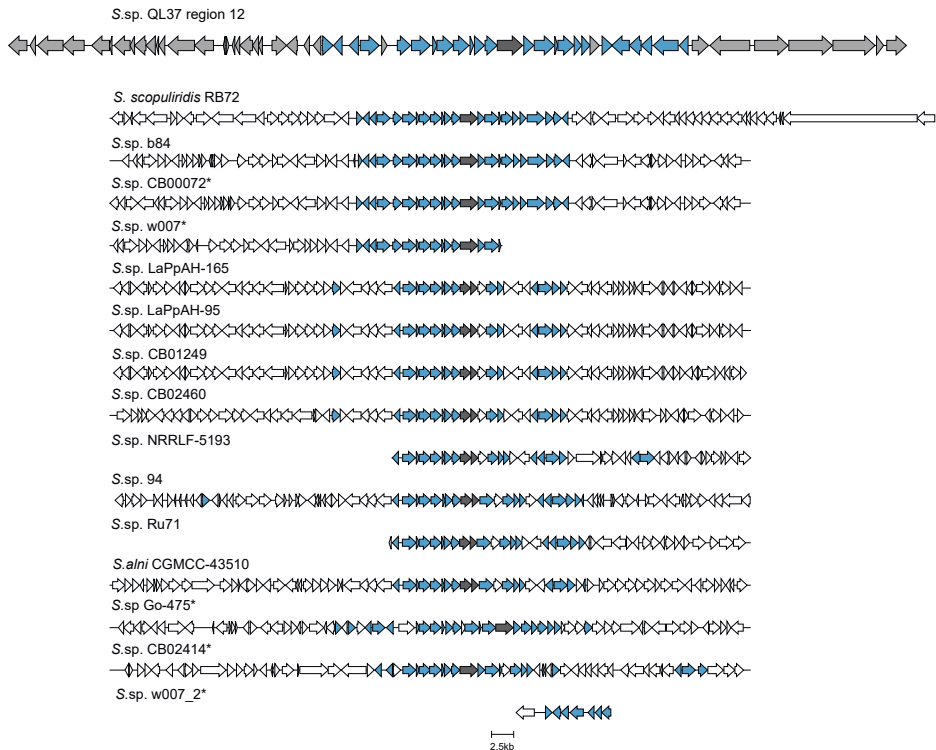 S.sp. QL37 region 12
S. scopuliridis RB72
S.sp. b84
S.sp. CB00072*
S.sp. w007*
S.sp. LaPpAH-165
S.sp. LaPpAH-95
S.sp. CB01249
S.sp. CB02460
S.sp. NRRLF-5193
S.sp. 94
S.sp. Ru71
S.alni CGMCC-43510
S.sp Go-475*
S.sp. CB02414*
S.sp. w007_2*
2.5kb